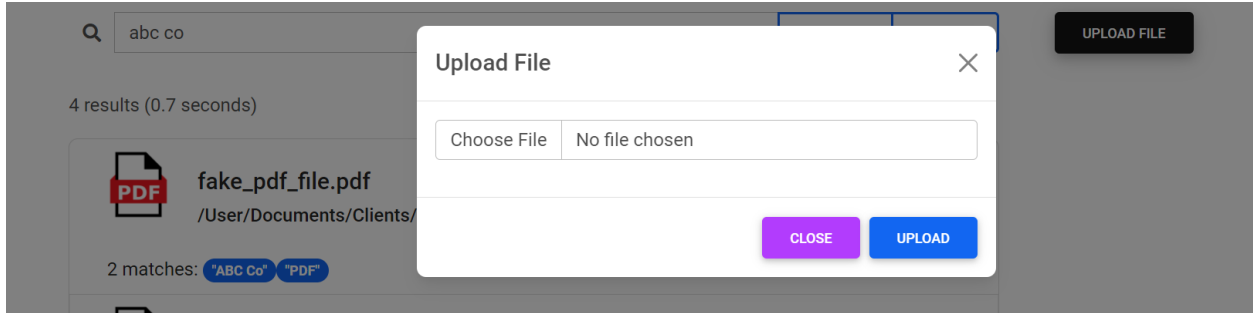 abc co
UPLOAD FILE
Upload File
4 results (0.7 seconds)
Choose File No file chosen
PDF
fake_pdf_file.pdf
/User/Documents/Clients/
CLOSE
UPLOAD
2 matches: "ABC Co" "PDF"